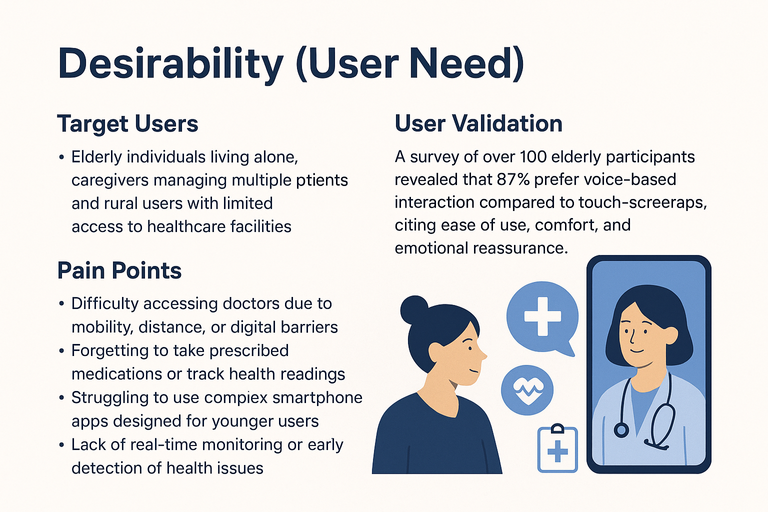 Desirability (User Need)
Target Users
• Elderly individuals living alone,
caregivers managing multiple ptients
and rural users with limited
access to healthcare facilities
Pain Points
• Difficulty accessing doctors due to
mobility, distance, or digital barriers
• Forgetting to take prescribed
medications or track health readings
• Struggling to use compiex smartphone
apps designed for younger users
• Lack of real-time monitoring or early
detection of health issues
User Validation
A survey of over 100 elderly participants
revealed that 87% prefer voice-based
interaction compared to touch-screeraps,
citing ease of use, comfort, and
emotional reassurance.